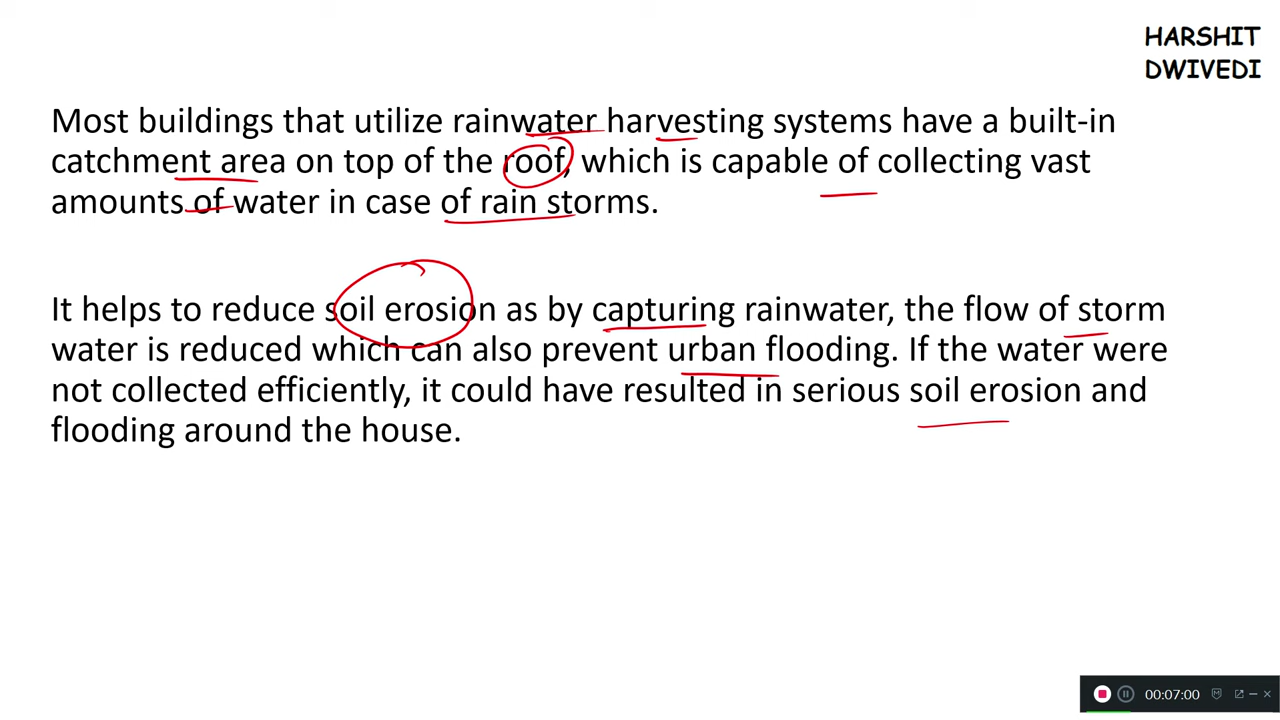 HARSHIT
DWIVEDI
Most buildings that utilize rainwater harvesting systems have a built-in
catchment area on top of the roof, which is capable of collecting vast
amounts of water in case of rain storms.
It helps to reduce soil erosion as by capturing rainwater, the flow of storm
water is reduced which can also prevent urban flooding. If the water were
not collected efficiently, it could have resulted in serious soil erosion and
flooding around the house.
00:07:00